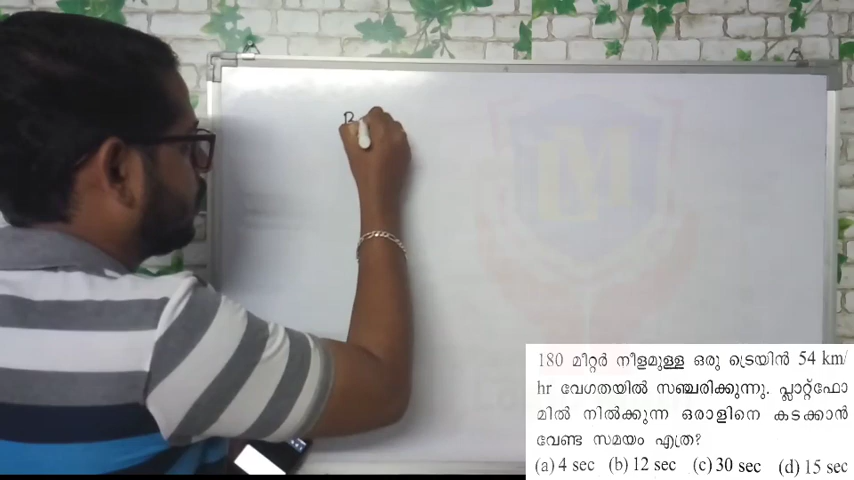 180 മീറ്റർ നീളമുള്ള ഒരു ട്രെയിൻ 54 km/
hr വേഗതയിൽ സഞ്ചരിക്കുന്നു. പ്ലാറ്റ്ഫോ
മിൽ നിൽക്കുന്ന ഒരാളിനെ കടക്കാൻ
വേണ്ട സമയം എത്ര?
(a) 4 sec (b) 12 sec (c) 30 sec (d) 15 sec